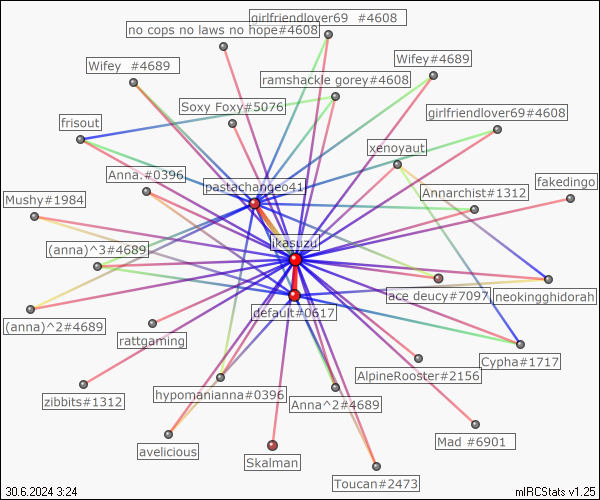 girlfriendlover69 #4608
no cops no laws no hope#4608
Wifey #4689
Wifey#4689
ramshackle gorey#4608
Soxy Foxy#5076
girlfriendlover69#4608
frisout
xenoyaut
Anna.#0396
pastachangeo41
fakedingo
Annarchist#1312
Mushy#1984
ikasuzu
(anna)^3#4689
ace deucy#7097
neokingghidorah
default#0617
(anna)^2#4689
rattgaming
Cypha#1717
AlpineRooster#2156
hypomanianna#0396
zibbits#1312
Anna^2#4689
Mad #6901
avelicious
Skalman
Toucan#2473
30.6.2024 3:24
mIRCStats v1.25